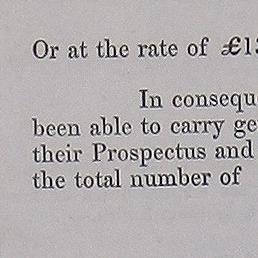 Or at the rate of £1
In consequ
been able to carry ge
their Prospectus and
the total number of